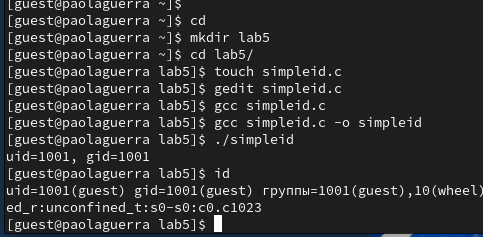 [guest@paolaguerra ~]$
[guest@paolaguerra ~]$ cd
[guest@paolaguerra ~]$ mkdir lab5
[guest@paolaguerra ~]$ cd lab5/
[guest@paolaguerra lab5]$ touch simpleid.c
[guest@paolaguerra lab5]$ gedit simpleid.c
[guest@paolaguerra lab5]$ gcc simpleid.c
[guest@paolaguerra lab5]$ gcc simpleid.c -o simpleid
[guest@paolaguerra lab5]$ ./simpleid
uid=1001, gid=1001
[guest@paolaguerra lab5]$ id
uid=1001(guest) gid=1001(guest) группы=1001(guest),10(wheel)
ed_r:unconfined_t:s0-s0:c0.c1023
[guest@paolaguerra lab5]$